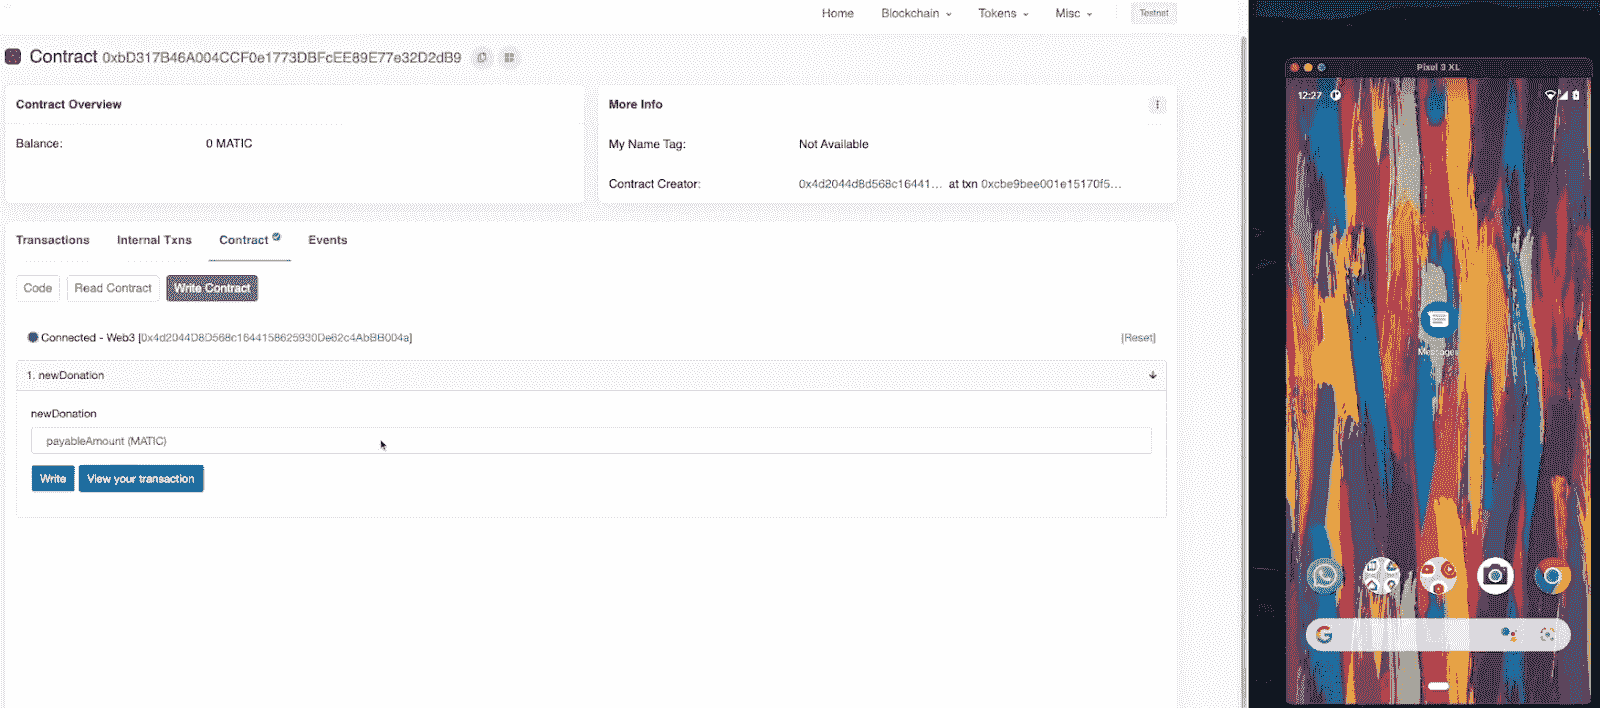 Home Blockchain Tokens Misc Testnet
Contract 0xbD317B46A004CCF0e1773DBFcEE89E77e32D2dB9
Contract Overview
Balance: 0 MATIC
More Info
My Name Tag: Not Available
Contract Creator: 0x4d2044d8d568c16441... at txn 0xcbe9bee001e15170f5...
Transactions Internal Txns Contract Events
Code Read Contract Write Contract
Connected - Web3 [0x4d2044D8D568c1644158625930De62c4AbBB004a]
[Reset]
1. newDonation
newDonation
payableAmount (MATIC)
Write View your transaction
Pixel 3 XL
12:27
Messages